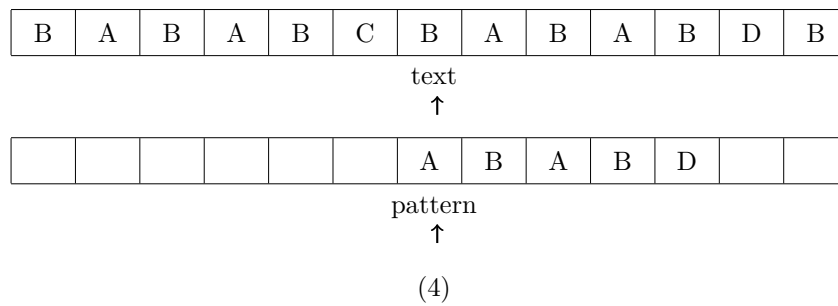 B A B A B C B A B A B D B
text
↑
A B A B D
pattern
↑
(4)